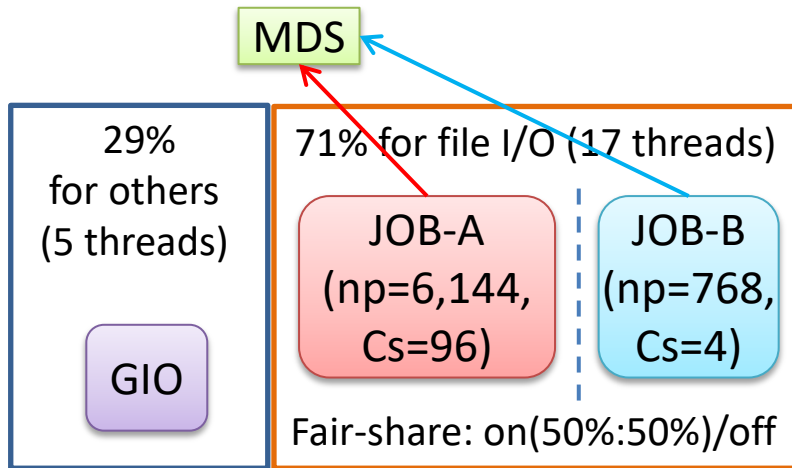 MDS
29%
for others
(5 threads)
GIO
71% for file I/O (17 threads)
JOB-A
(np=6,144,
Cs=96)
JOB-B
(np=768,
Cs=4)
Fair-share: on(50%:50%)/off